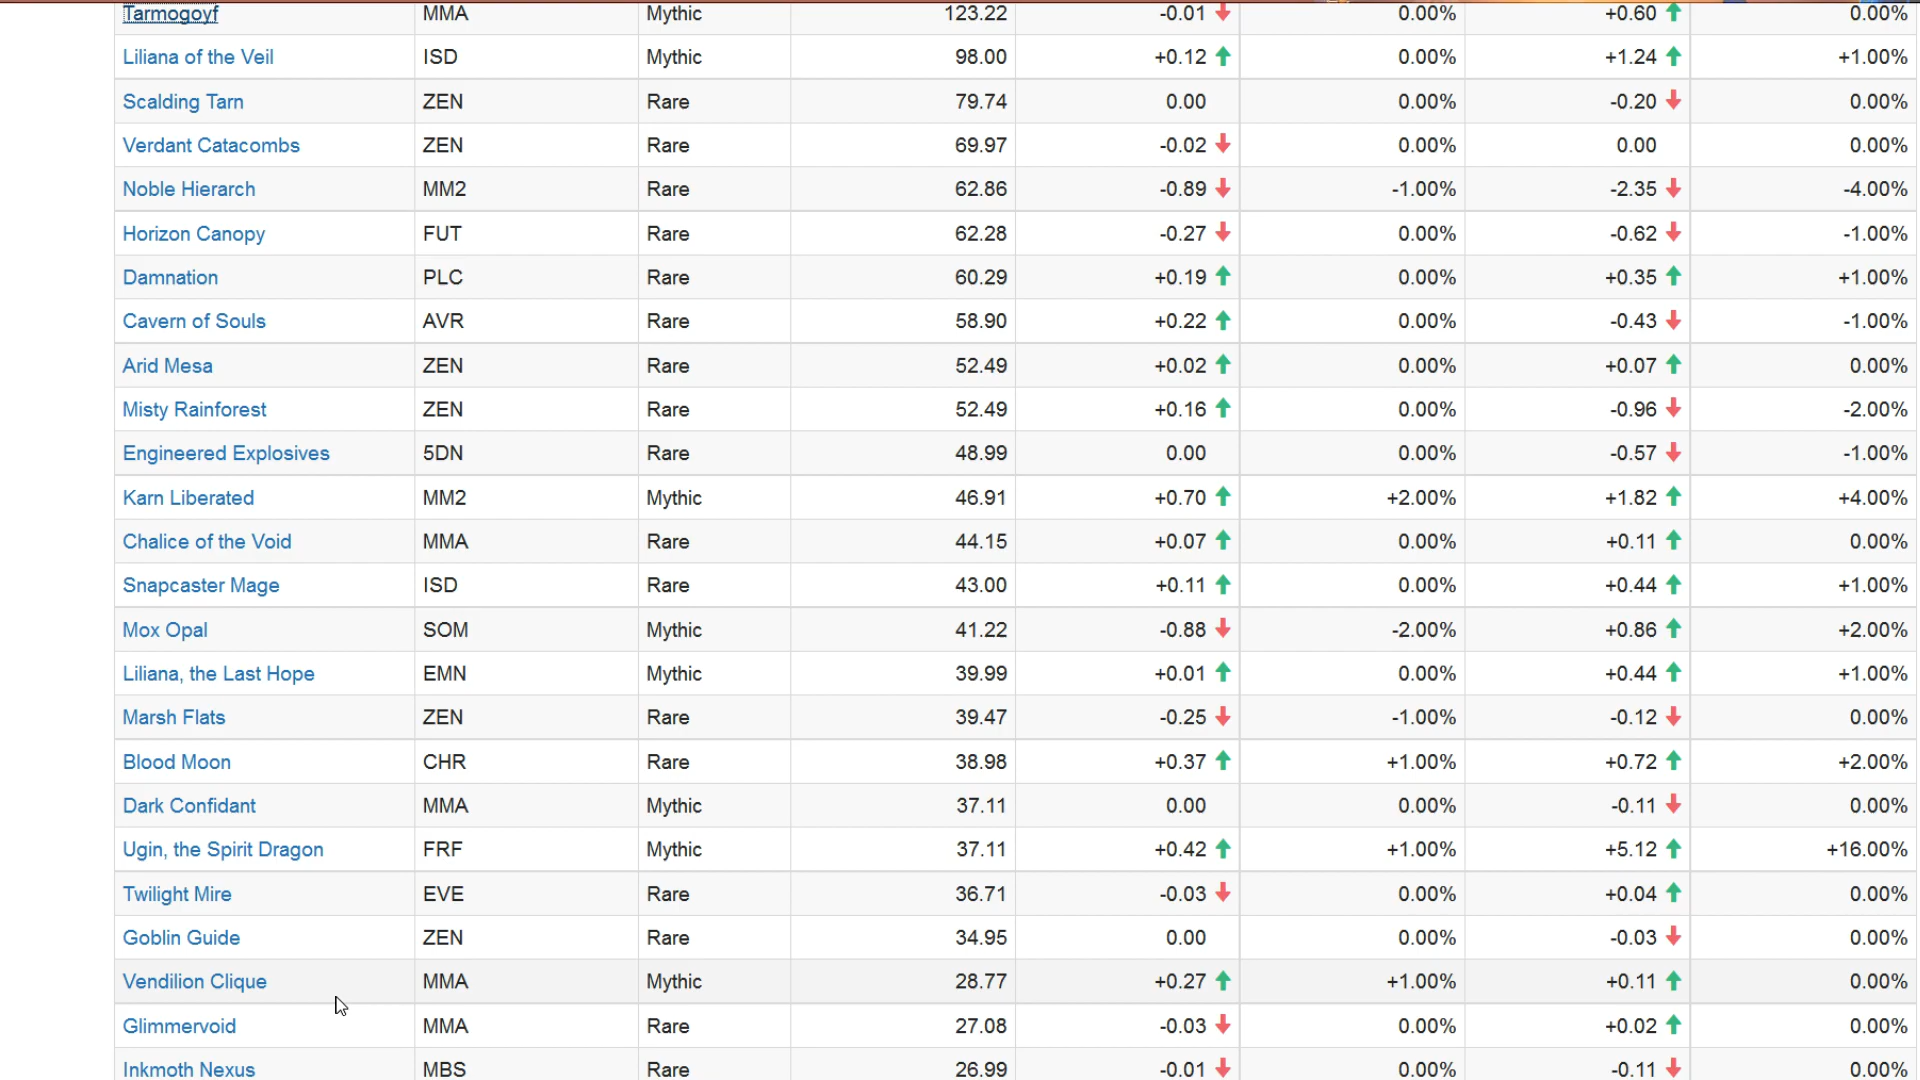 Tarmogoyf MMA Mythic 123.22 -0.01 0.00% +0.60 0.00%
Liliana of the Veil ISD Mythic 98.00 +0.12 0.00% +1.24 +1.00%
Scalding Tarn ZEN Rare 79.74 0.00 0.00% -0.20 0.00%
Verdant Catacombs ZEN Rare 69.97 -0.02 0.00% 0.00 0.00%
Noble Hierarch MM2 Rare 62.86 -0.89 -1.00% -2.35 -4.00%
Horizon Canopy FUT Rare 62.28 -0.27 0.00% -0.62 -1.00%
Damnation PLC Rare 60.29 +0.19 0.00% +0.35 +1.00%
Cavern of Souls AVR Rare 58.90 +0.22 0.00% -0.43 -1.00%
Arid Mesa ZEN Rare 52.49 +0.02 0.00% +0.07 0.00%
Misty Rainforest ZEN Rare 52.49 +0.16 0.00% -0.96 -2.00%
Engineered Explosives 5DN Rare 48.99 0.00 0.00% -0.57 -1.00%
Karn Liberated MM2 Mythic 46.91 +0.70 +2.00% +1.82 +4.00%
Chalice of the Void MMA Rare 44.15 +0.07 0.00% +0.11 0.00%
Snapcaster Mage ISD Rare 43.00 +0.11 0.00% +0.44 +1.00%
Mox Opal SOM Mythic 41.22 -0.88 -2.00% +0.86 +2.00%
Liliana, the Last Hope EMN Mythic 39.99 +0.01 0.00% +0.44 +1.00%
Marsh Flats ZEN Rare 39.47 -0.25 -1.00% -0.12 0.00%
Blood Moon CHR Rare 38.98 +0.37 +1.00% +0.72 +2.00%
Dark Confidant MMA Mythic 37.11 0.00 0.00% -0.11 0.00%
Ugin, the Spirit Dragon FRF Mythic 37.11 +0.42 +1.00% +5.12 +16.00%
Twilight Mire EVE Rare 36.71 -0.03 0.00% +0.04 0.00%
Goblin Guide ZEN Rare 34.95 0.00 0.00% -0.03 0.00%
Vendilion Clique MMA Mythic 28.77 +0.27 +1.00% +0.11 0.00%
Glimmervoid MMA Rare 27.08 -0.03 0.00% +0.02 0.00%
Inkmoth Nexus MBS Rare 26.99 -0.01 0.00% -0.11 0.00%